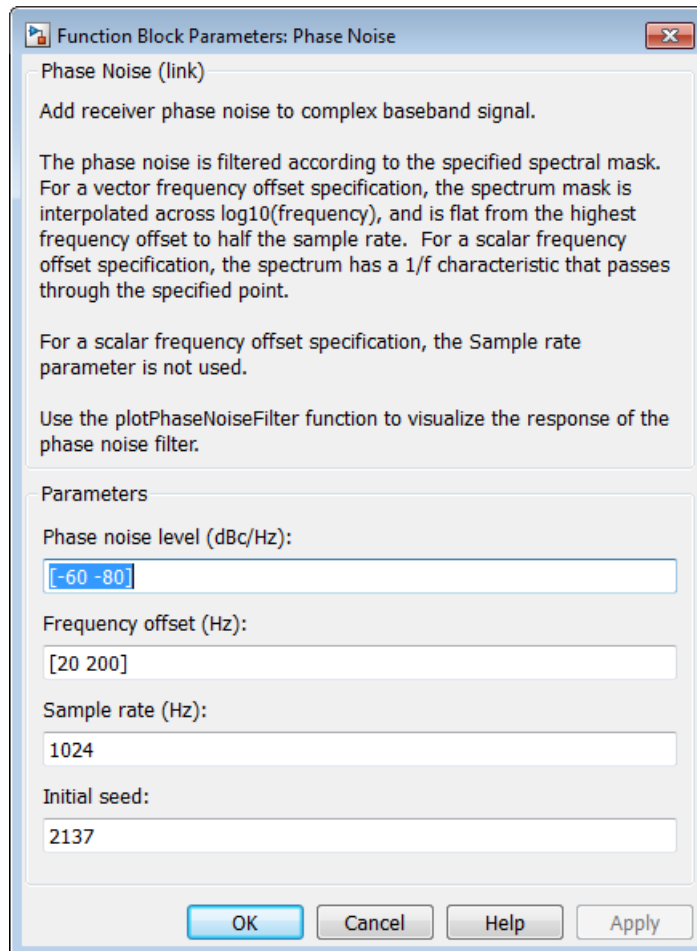 Function Block Parameters: Phase Noise
Phase Noise (link)
Add receiver phase noise to complex baseband signal.
The phase noise is filtered according to the specified spectral mask.
For a vector frequency offset specification, the spectrum mask is
interpolated across log10(frequency), and is flat from the highest
frequency offset to half the sample rate.  For a scalar frequency
offset specification, the spectrum has a 1/f characteristic that passes
through the specified point.
For a scalar frequency offset specification, the Sample rate
parameter is not used.
Use the plotPhaseNoiseFilter function to visualize the response of the
phase noise filter.
Parameters
Phase noise level (dBc/Hz):
[-60 -80]
Frequency offset (Hz):
[20 200]
Sample rate (Hz):
1024
Initial seed:
2137
OK Cancel Help Apply